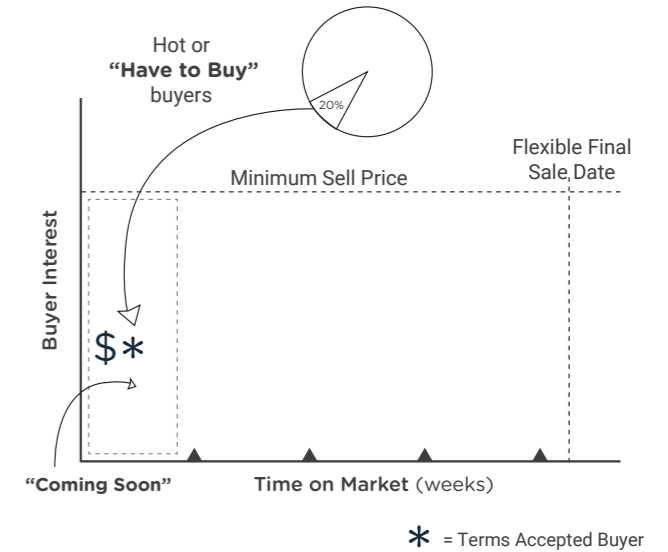 Hot or
“Have to Buy”
buyers
20%
Flexible Final
Sale Date
Minimum Sell Price
Buyer Interest
$*
“Coming Soon”
Time on Market (weeks)
* = Terms Accepted Buyer